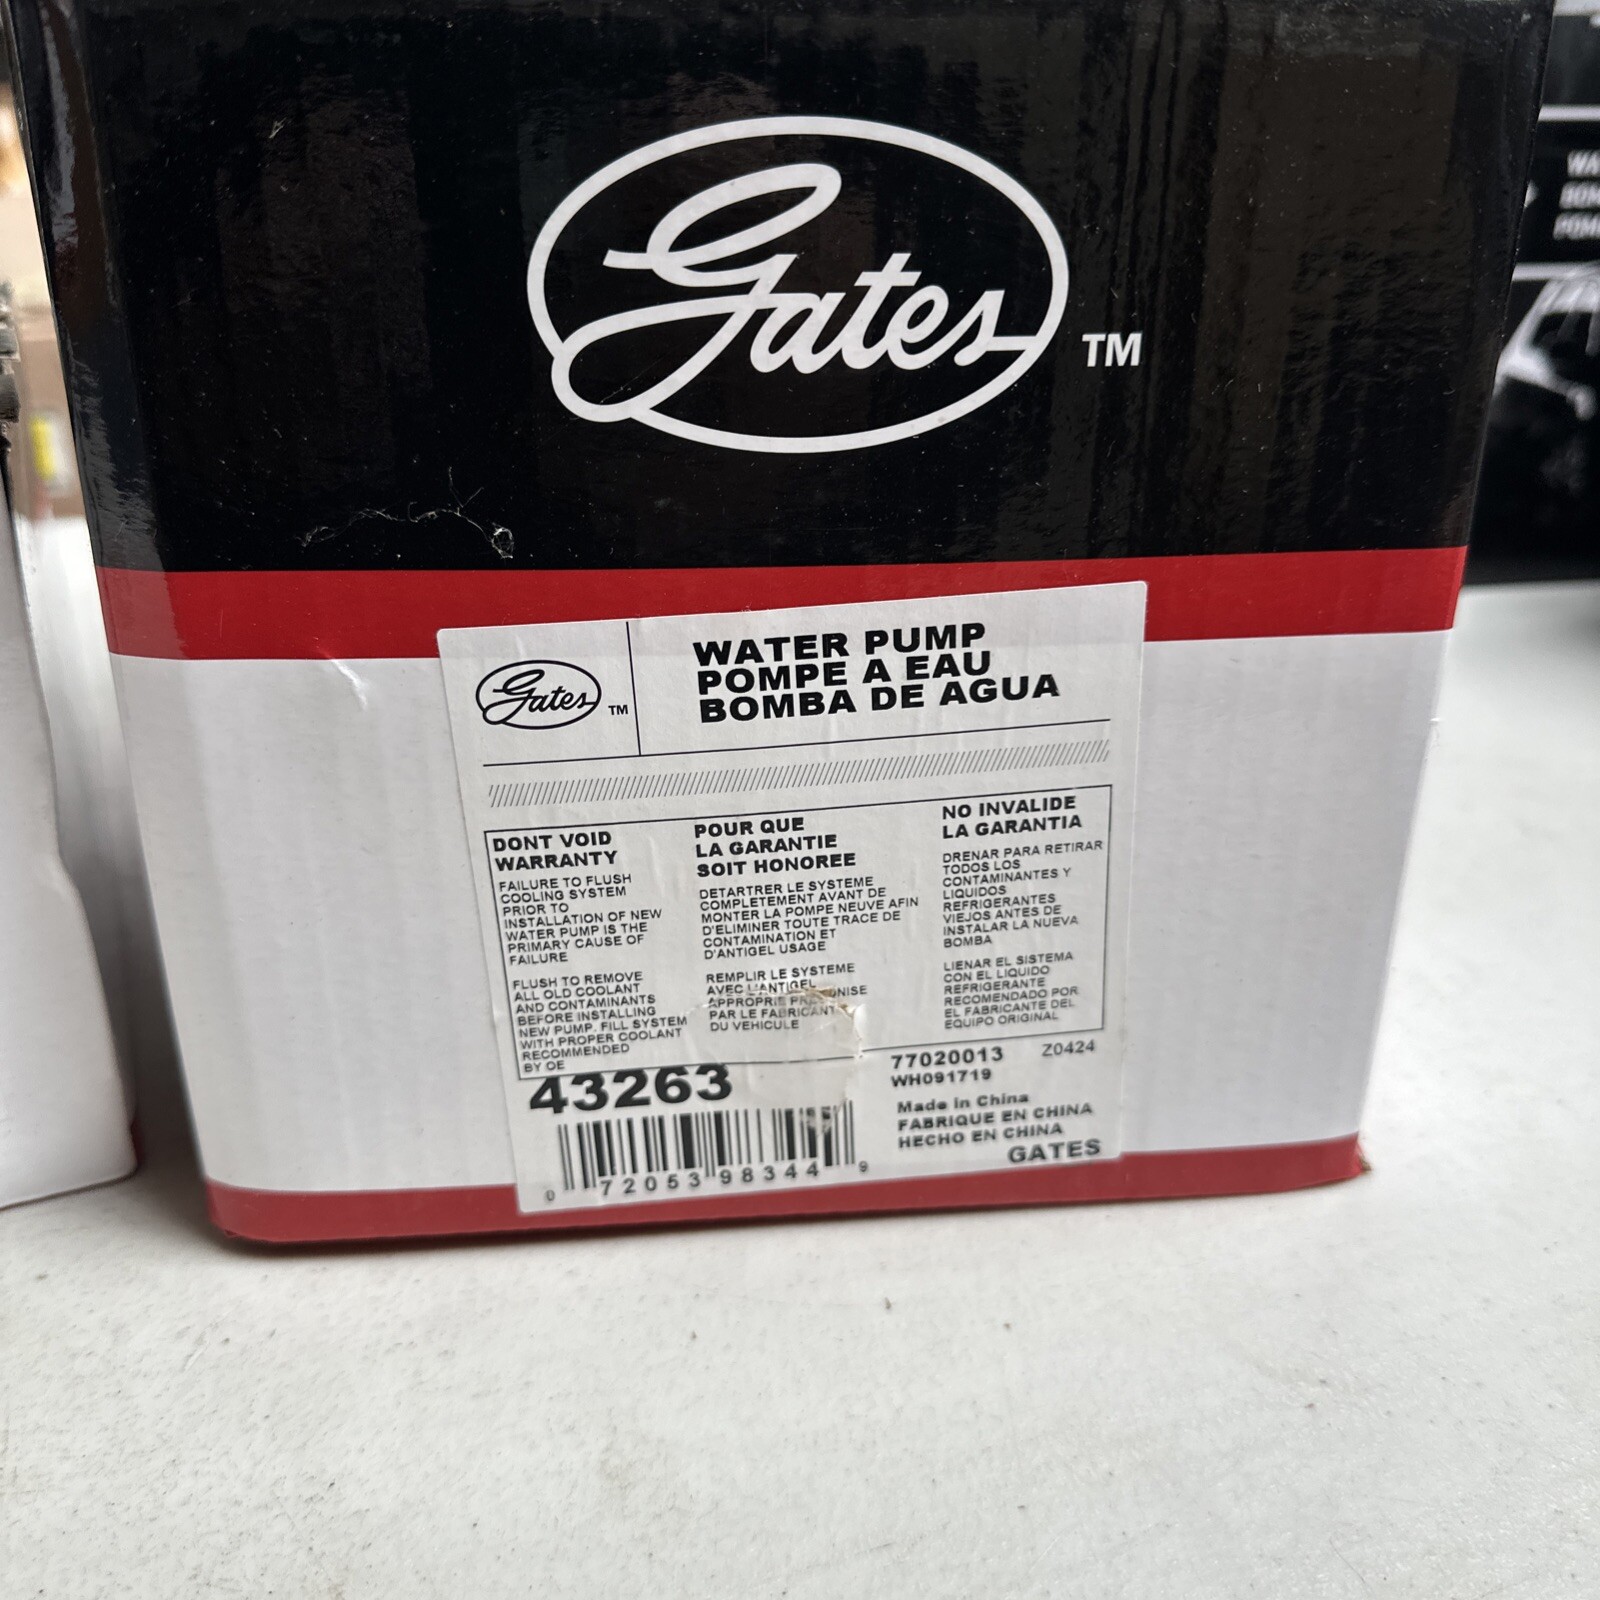 Gates TM
Gates TM
WATER PUMP
POMPE A EAU
BOMBA DE AGUA
DONT VOID
WARRANTY
FAILURE TO FLUSH
COOLING SYSTEM
PRIOR TO
INSTALLATION OF NEW
WATER PUMP IS THE
PRIMARY CAUSE OF
FAILURE
FLUSH TO REMOVE
ALL OLD COOLANT
AND CONTAMINANTS
BEFORE INSTALLING
NEW PUMP. FILL SYSTEM
WITH PROPER COOLANT
RECOMMENDED
BY OE
POUR QUE
LA GARANTIE
SOIT HONOREE
DETARTRER LE SYSTEME
COMPLETEMENT AVANT DE
MONTER LA POMPE NEUVE AFIN
D'ELIMINER TOUTE TRACE DE
CONTAMINATION ET
D'ANTIGEL USAGE
REMPLIR LE SYSTEME
AVEC L'ANTIGEL
APPROPRIE
PAR LE FABRICANT
DU VEHICULE
NO INVALIDE
LA GARANTIA
DRENAR PARA RETIRAR
TODOS LOS
CONTAMINANTES Y
LIQUIDOS
REFRIGERANTES
VIEJOS ANTES DE
INSTALAR LA NUEVA
BOMBA
LIENAR EL SISTEMA
CON EL LIQUIDO
REFRIGERANTE
RECOMENDADO POR
EL FABRICANTE DEL
EQUIPO ORIGINAL
43263
77020013 Z0424
WH091719
Made in China
FABRIQUE EN CHINA
HECHO EN CHINA
GATES
0 72053 98344 9